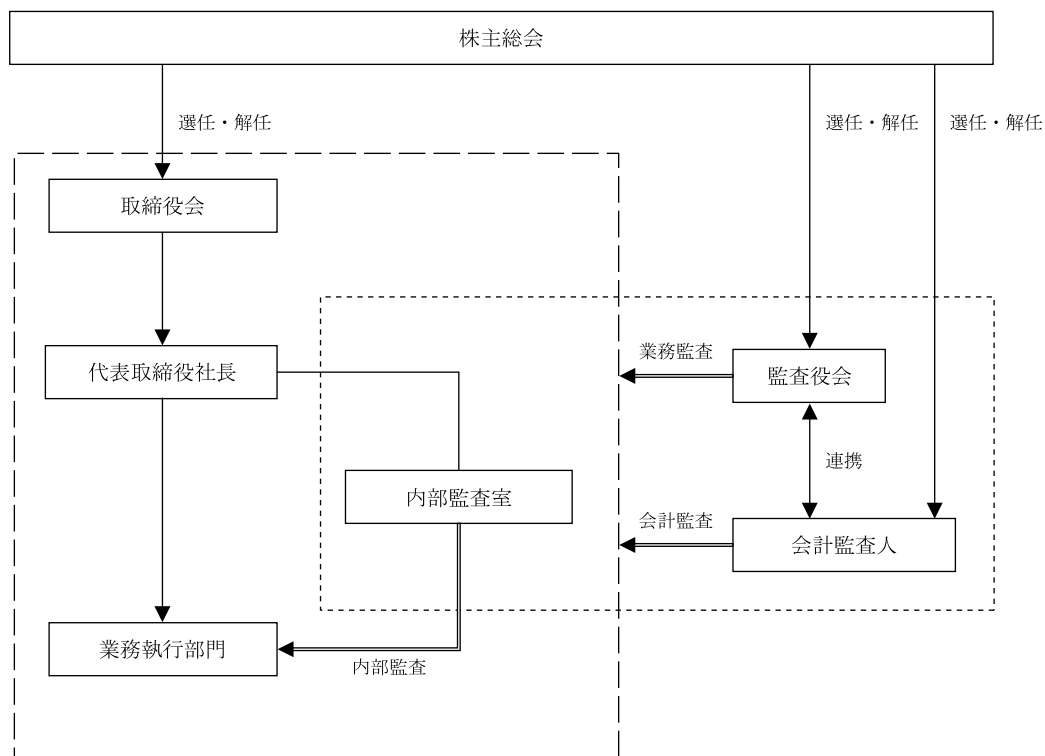 株主総会
選任・解任
選任・解任
選任・解任
取締役会
代表取締役社長
業務監査
監査役会
連携
内部監査室
会計監査
会計監査人
業務執行部門
内部監査